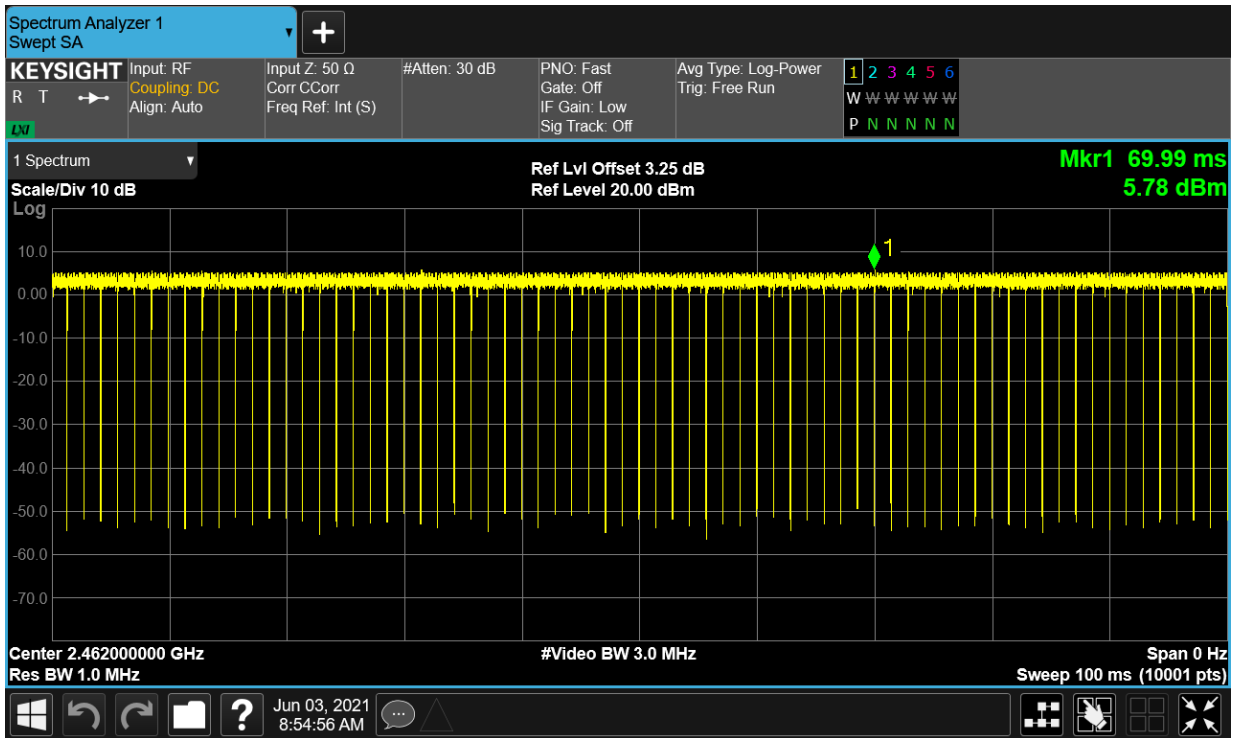 Spectrum Analyzer 1
Swept SA
KEYSIGHT
R T
LXI
Input: RF
Coupling: DC
Align: Auto
Input Z: 50 Ω
Corr CCorr
Freq Ref: Int (S)
#Atten: 30 dB
PNO: Fast
Gate: Off
IF Gain: Low
Sig Track: Off
Avg Type: Log-Power
Trig: Free Run
1 2 3 4 5 6
W W W W W W
P N N N N N
1 Spectrum
Scale/Div 10 dB
Log
Ref Lvl Offset 3.25 dB
Ref Level 20.00 dBm
Mkr1 69.99 ms
5.78 dBm
1
10.0
0.00
-10.0
-20.0
-30.0
-40.0
-50.0
-60.0
-70.0
Center 2.462000000 GHz
Res BW 1.0 MHz
#Video BW 3.0 MHz
Span 0 Hz
Sweep 100 ms (10001 pts)
?
Jun 03, 2021
8:54:56 AM